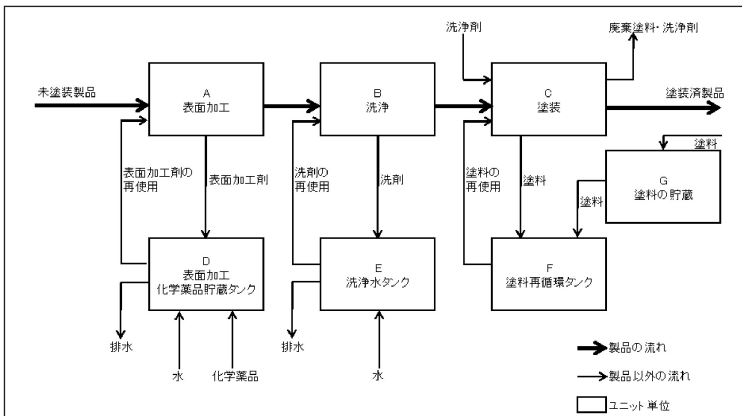 洗浄剤
廃棄塗料・洗浄剤
未塗装製品
A
表面加工
B
洗浄
C
塗装
塗装済製品
表面加工剤の
再使用
表面加工剤
洗剤の
再使用
洗剤
塗料の
再使用
塗料
塗料
塗料
G
塗料の貯蔵
D
表面加工
化学薬品貯蔵タンク
E
洗浄水タンク
F
塗料再循環タンク
排水
水
化学薬品
排水
水
製品の流れ
製品以外の流れ
ユニット単位